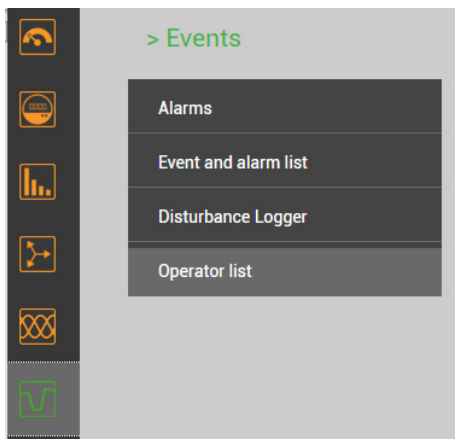 > Events
Alarms
Event and alarm list
Disturbance Logger
Operator list